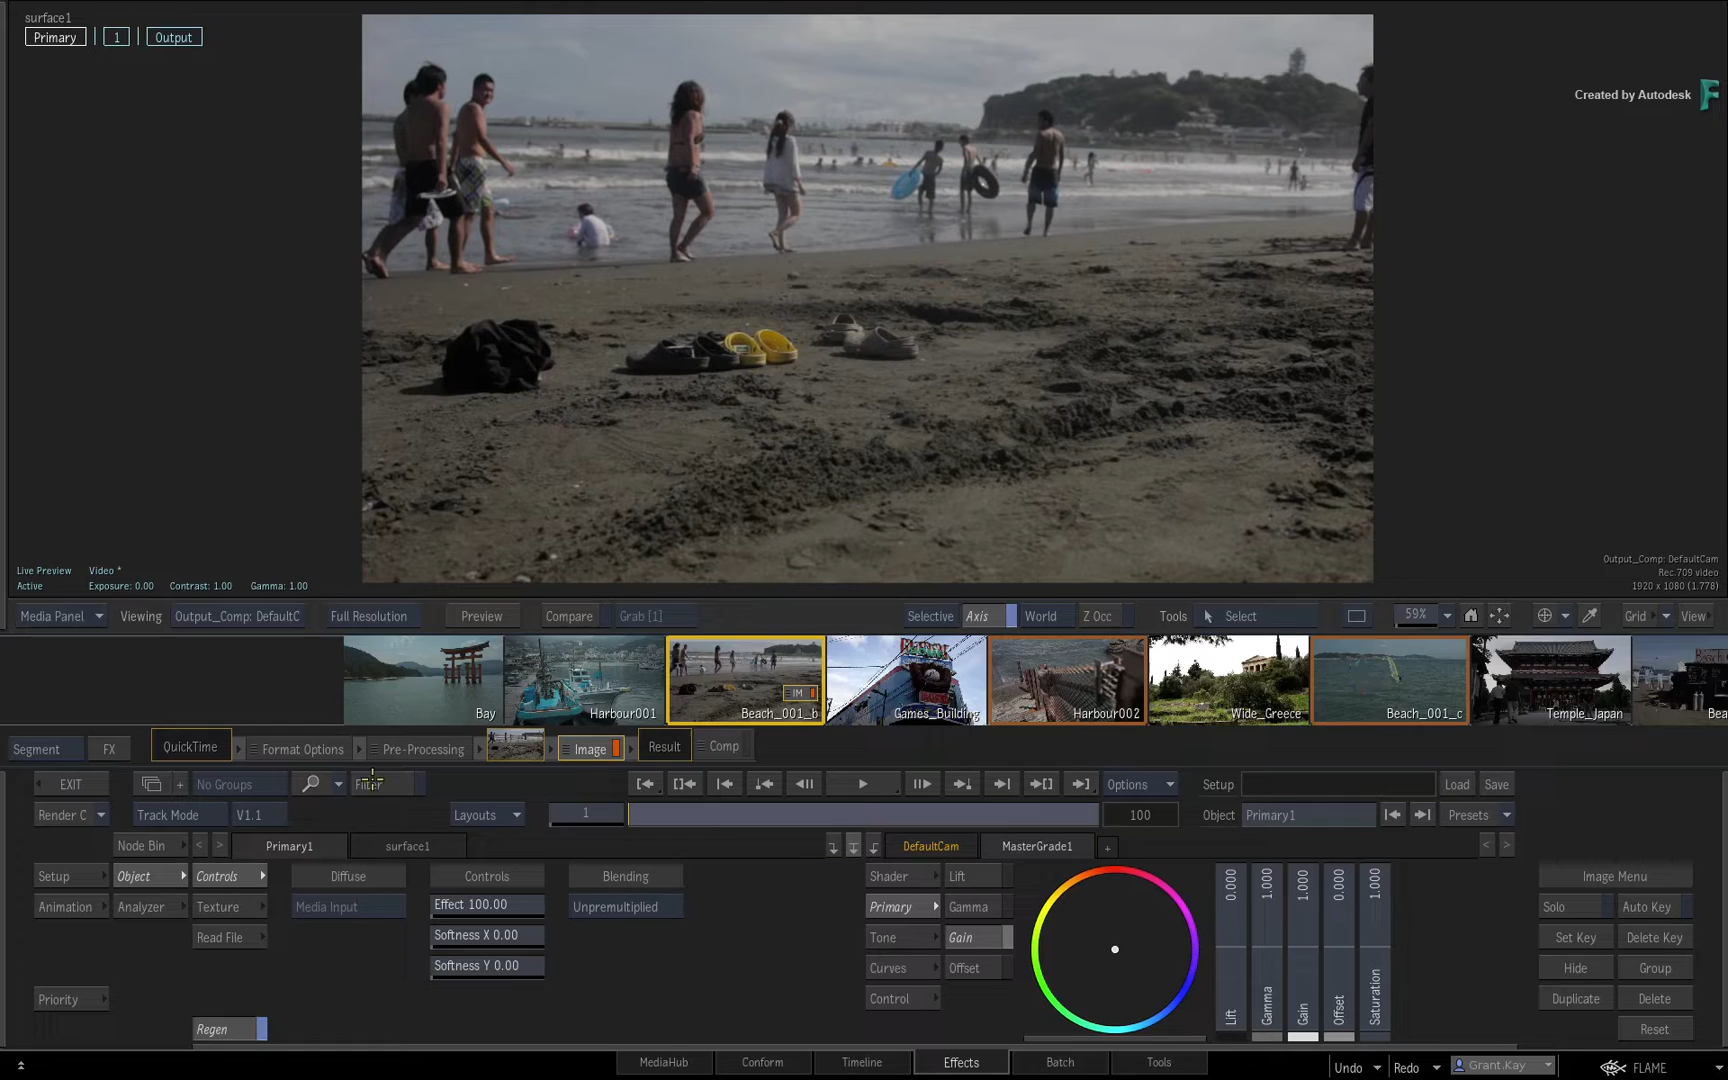 surface1
Primary | 1 | Output
Created by Autodesk
Live Preview Video *
Active Exposure: 0.00 Contrast: 1.00 Gamma: 1.00
Output_Comp: DefaultCam
Rec.709 video
1920 x 1080 (1.778)
Media Panel Viewing Output_Comp: DefaultC Full Resolution Preview Compare Grab [1] Selective Axis World Z Occ Tools Select 59% Grid View
Bay Harbour001 IM Beach_001_b Games_Building Harbour002 Wide_Greece Beach_001_c Temple_Japan Bea
Segment FX QuickTime Format Options Pre-Processing Image Result Comp
EXIT + No Groups Filter Options Setup Load Save
Render C Track Mode V1.1 Layouts 1 100 Object Primary1 Presets
Node Bin < > Primary1 surface1 DefaultCam MasterGrade1 + < >
Setup Object Controls Diffuse Controls Blending Shader Lift Image Menu
Animation Analyzer Texture Media Input Effect 100.00 Unpremultiplied Primary Gamma Solo Auto Key
Read File Softness X 0.00 Tone Gain Set Key Delete Key
Softness Y 0.00 Curves Offset Hide Group
Priority Control Duplicate Delete
Regen Reset
0.000 1.000 1.000 0.000 1.000
Lift Gamma Gain Offset Saturation
MediaHub Conform Timeline Effects Batch Tools Undo Redo Grant.Kay FLAME